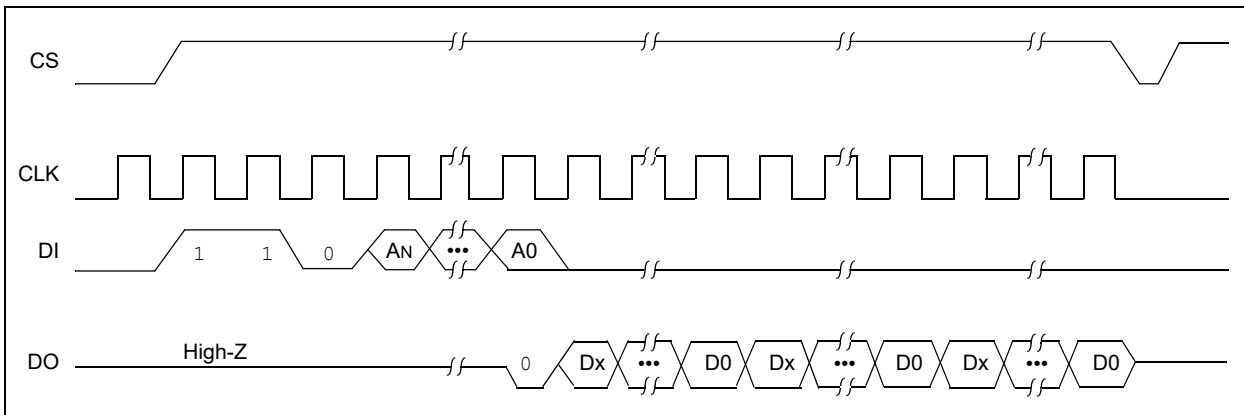 CS
CLK
DI 1 1 0 AN ••• A0
DO High-Z 0 Dx ••• D0 Dx ••• D0 Dx ••• D0